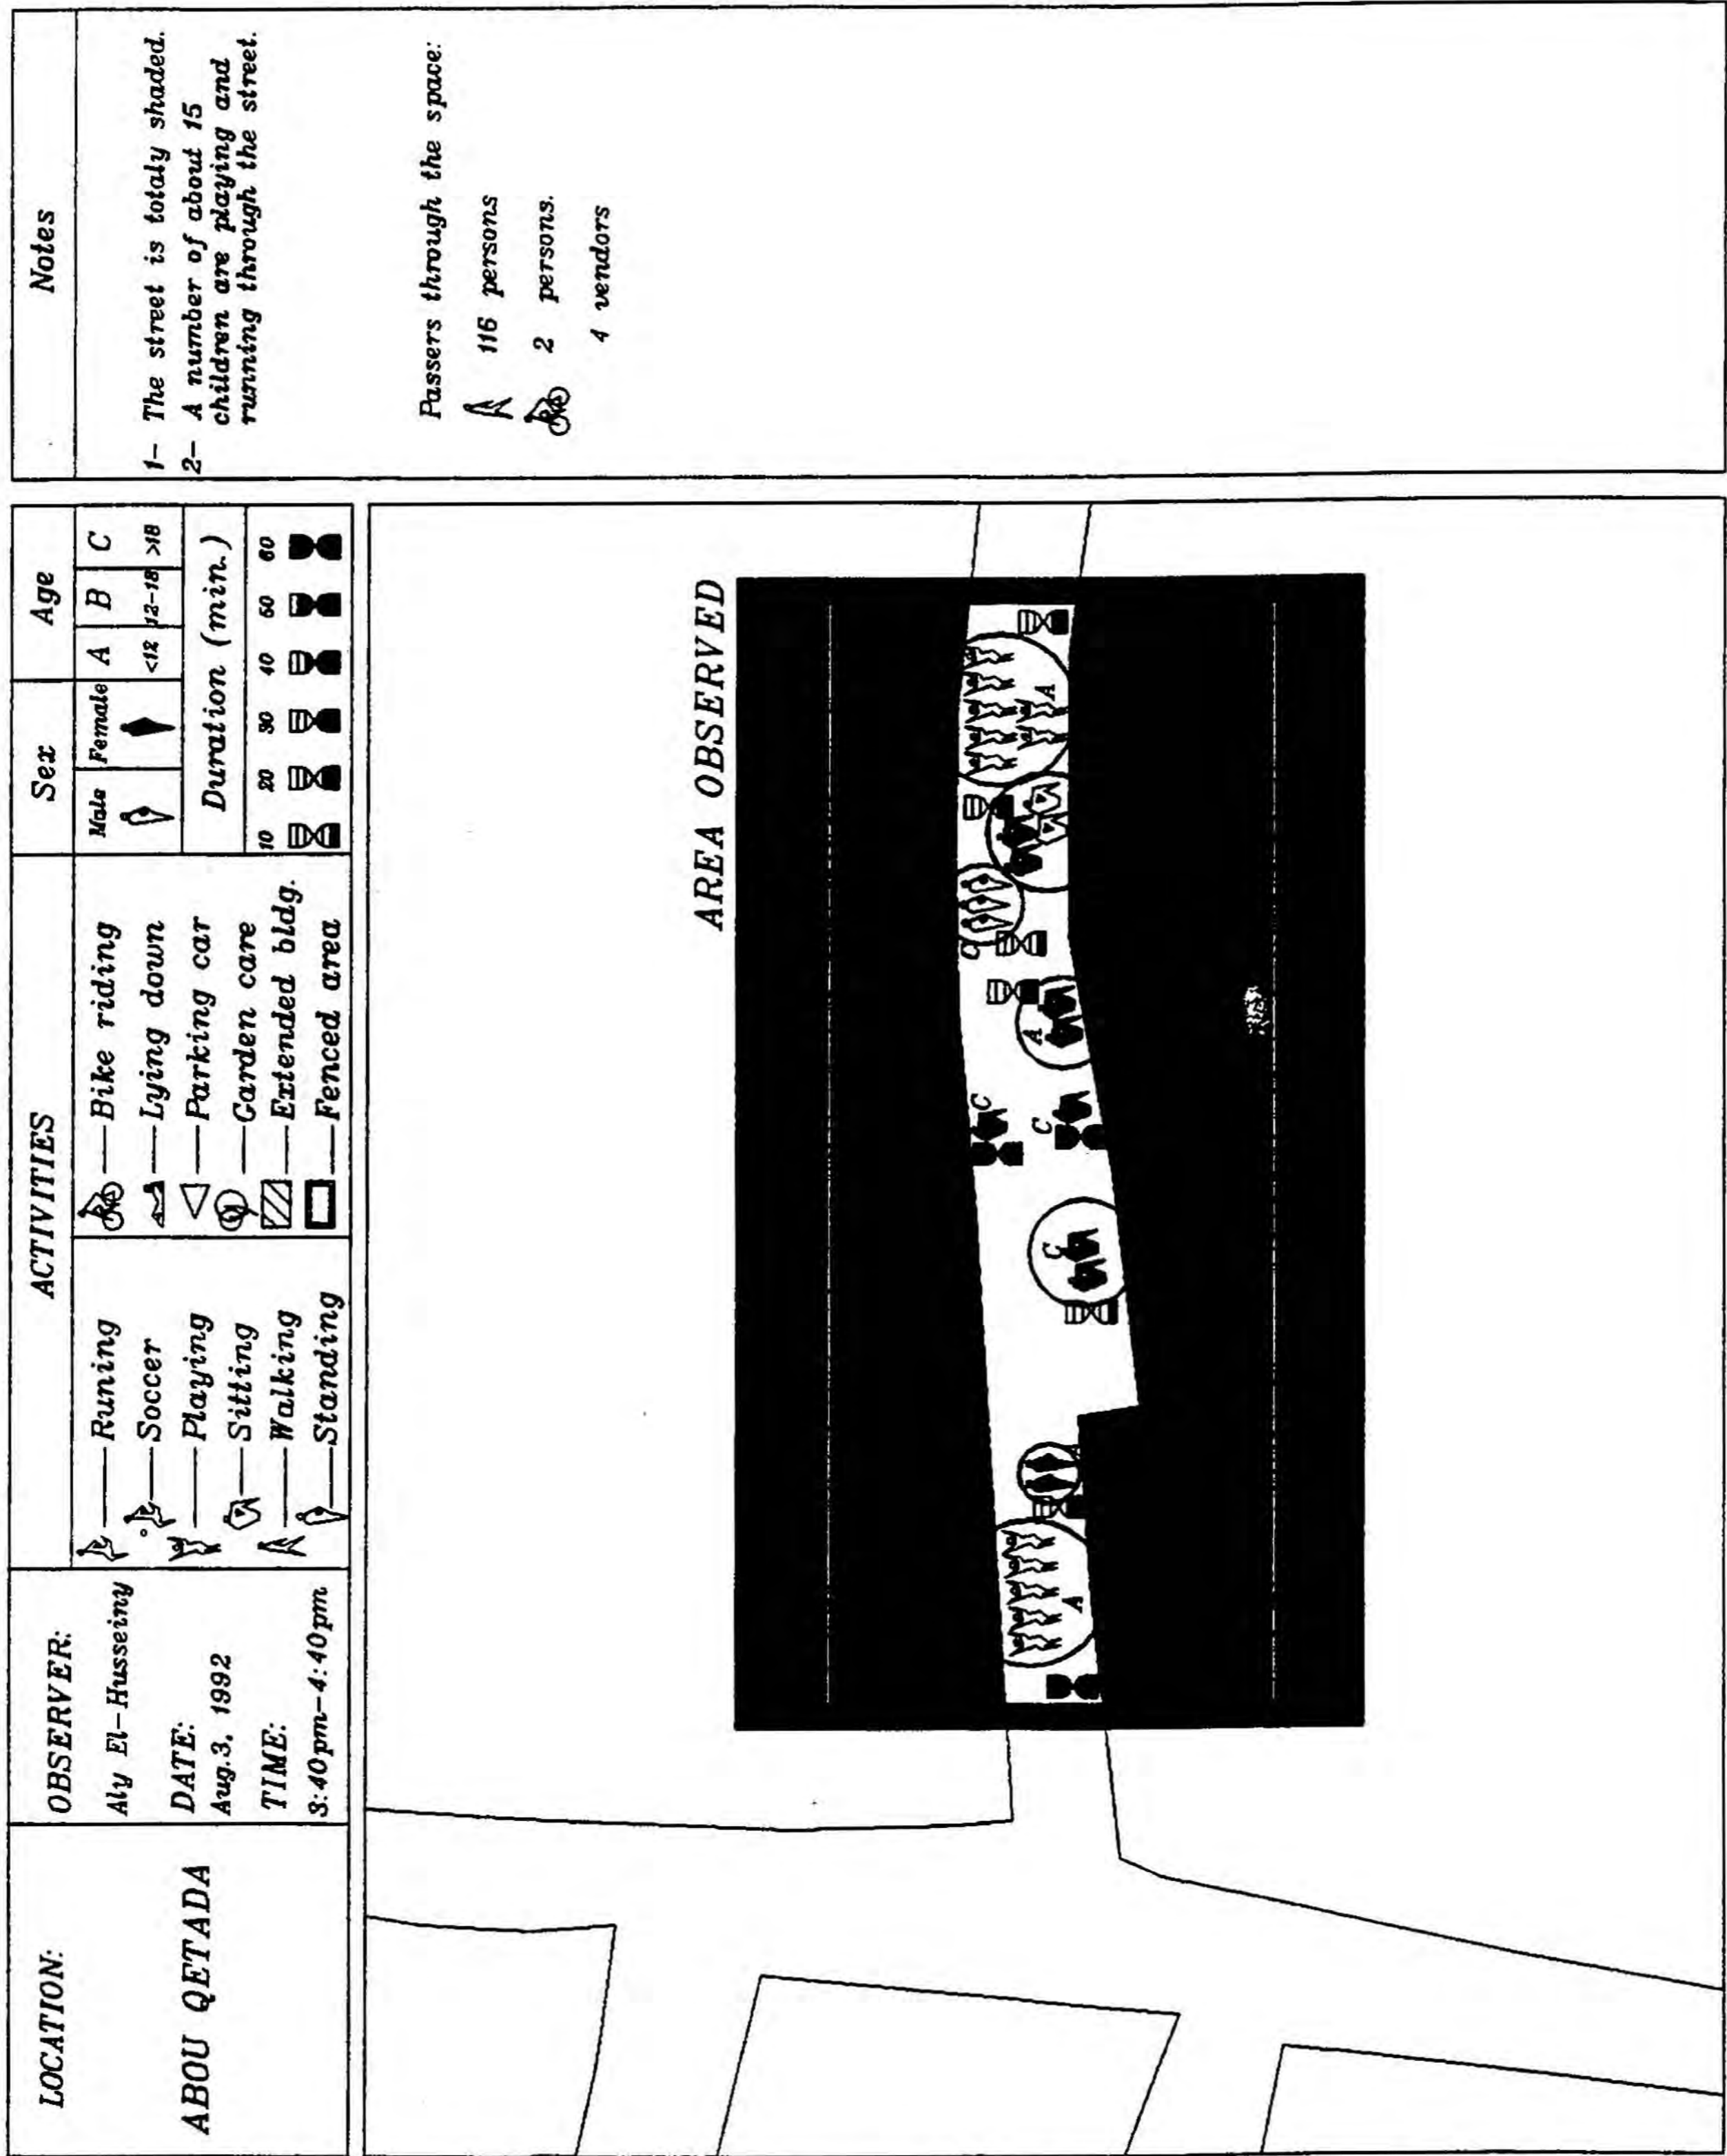 LOCATION:
ABOU QETADA
OBSERVER:
Aly El-Husseiny
DATE:
Aug.3, 1992
TIME:
3:40pm-4:40pm
ACTIVITIES
Runing
Soccer
Playing
Sitting
Walking
Standing
Bike riding
Lying down
Parking car
Garden care
Extended bldg.
Fenced area
Sex
Male Female
Age
A B C
<12 12-18 >18
Duration (min.)
10 20 30 40 50 60
Notes
1- The street is totaly shaded.
2- A number of about 15
children are playing and
running through the street.
Passers through the space:
116 persons
2 persons.
4 vendors
AREA OBSERVED
A
C
C
C
A
C
A